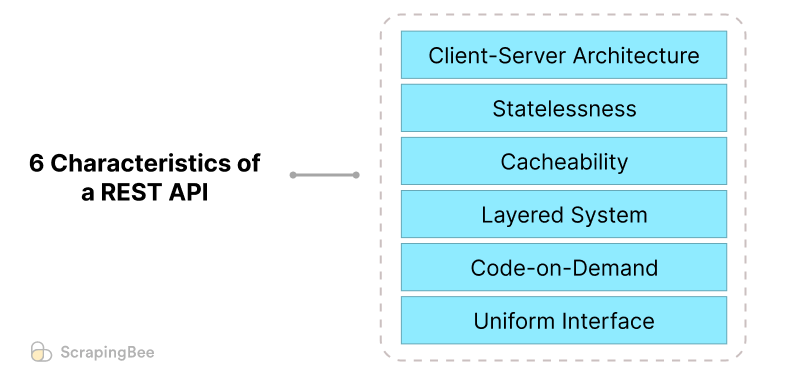 6 Characteristics of
a REST API
Client-Server Architecture
Statelessness
Cacheability
Layered System
Code-on-Demand
Uniform Interface
ScrapingBee